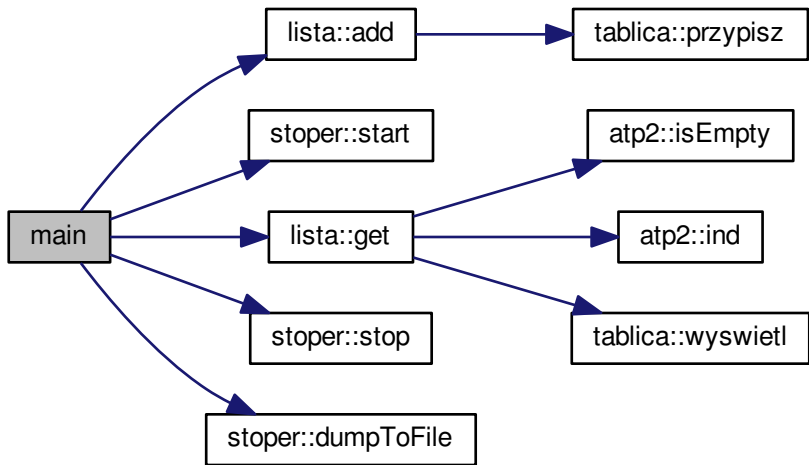 lista::add
tablica::przypisz
stoper::start
atp2::isEmpty
main
lista::get
atp2::ind
stoper::stop
tablica::wyswietl
stoper::dumpToFile